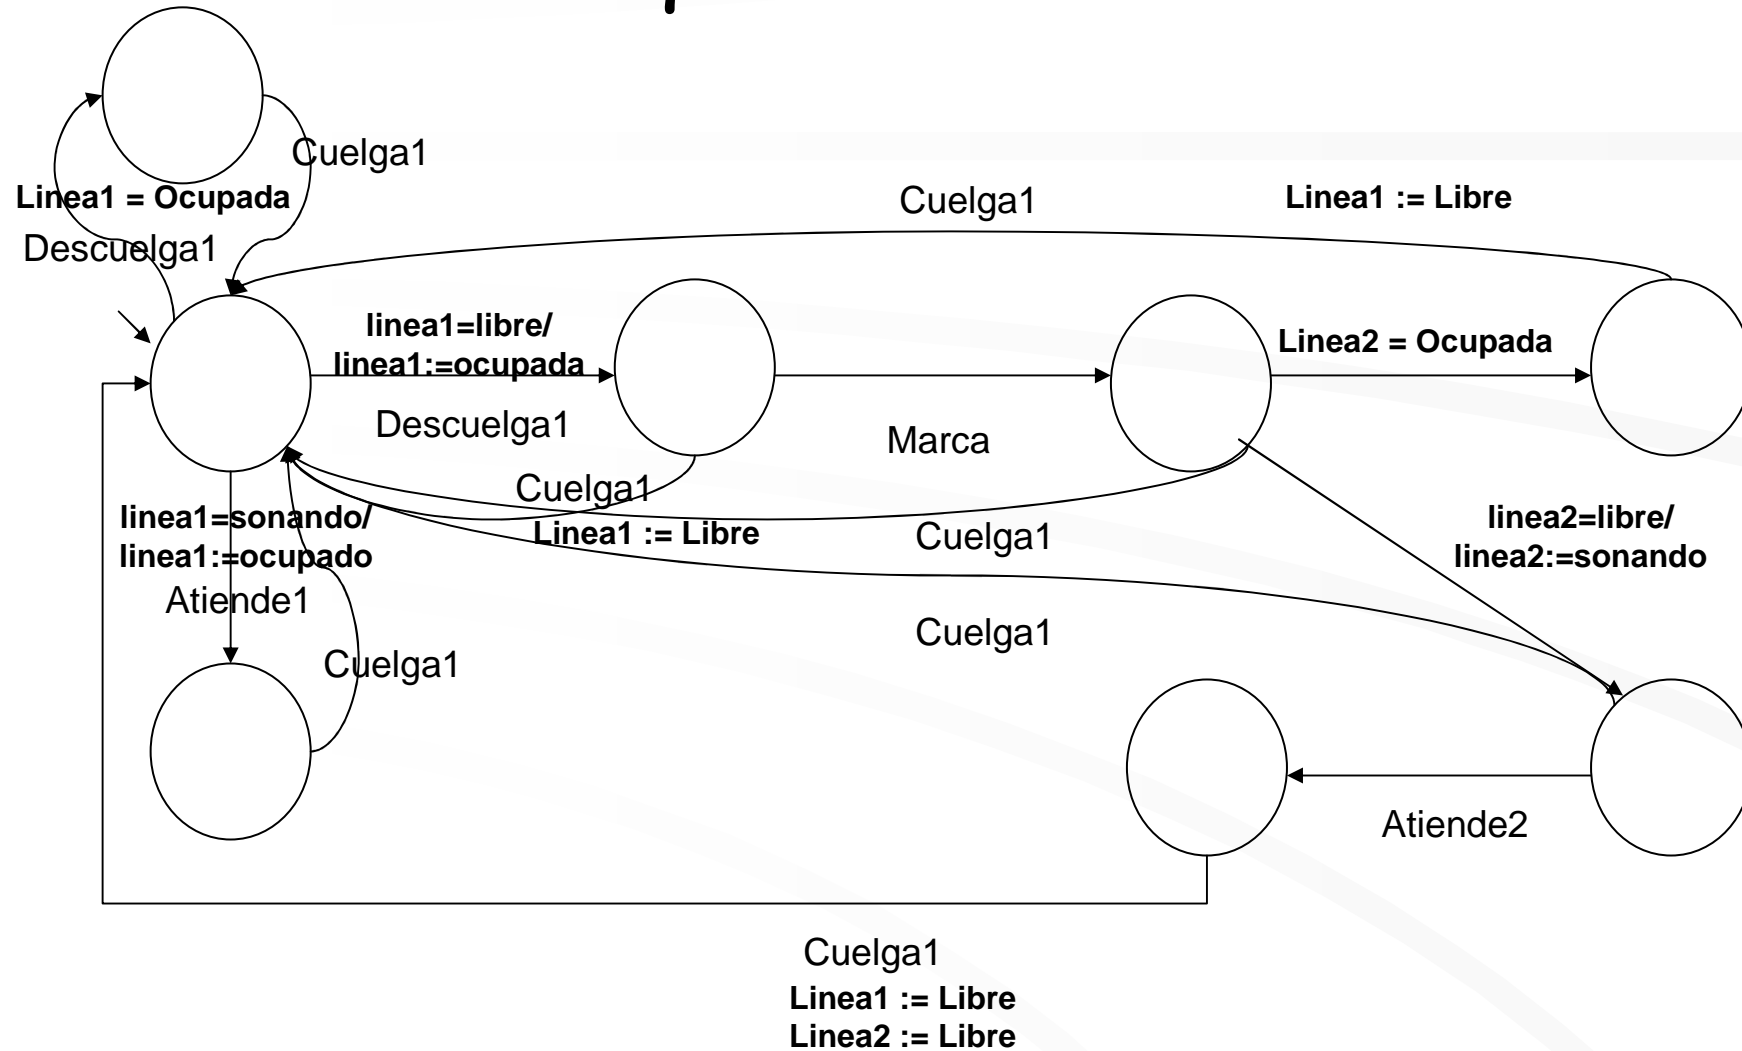 Cuelga1
Linea1 = Ocupada
Descuelga1
Cuelga1
Linea1 := Libre
linea1=libre/
linea1:=ocupada
Descuelga1
Marca
Linea2 = Ocupada
Cuelga1
Linea1 := Libre
Cuelga1
linea1=sonando/
linea1:=ocupado
Atiende1
Cuelga1
linea2=libre/
linea2:=sonando
Cuelga1
Atiende2
Cuelga1
Linea1 := Libre
Linea2 := Libre